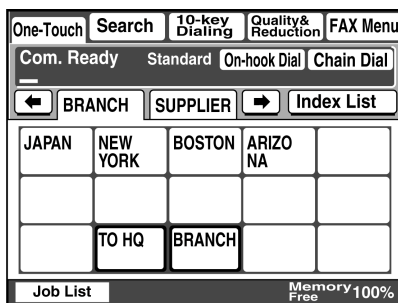 One-Touch Search 10-key Dialing Quality& Reduction FAX Menu
Com. Ready Standard On-hook Dial Chain Dial
BRANCH SUPPLIER Index List
JAPAN NEW YORK BOSTON ARIZO NA
TO HQ BRANCH
Job List Memory Free 100%